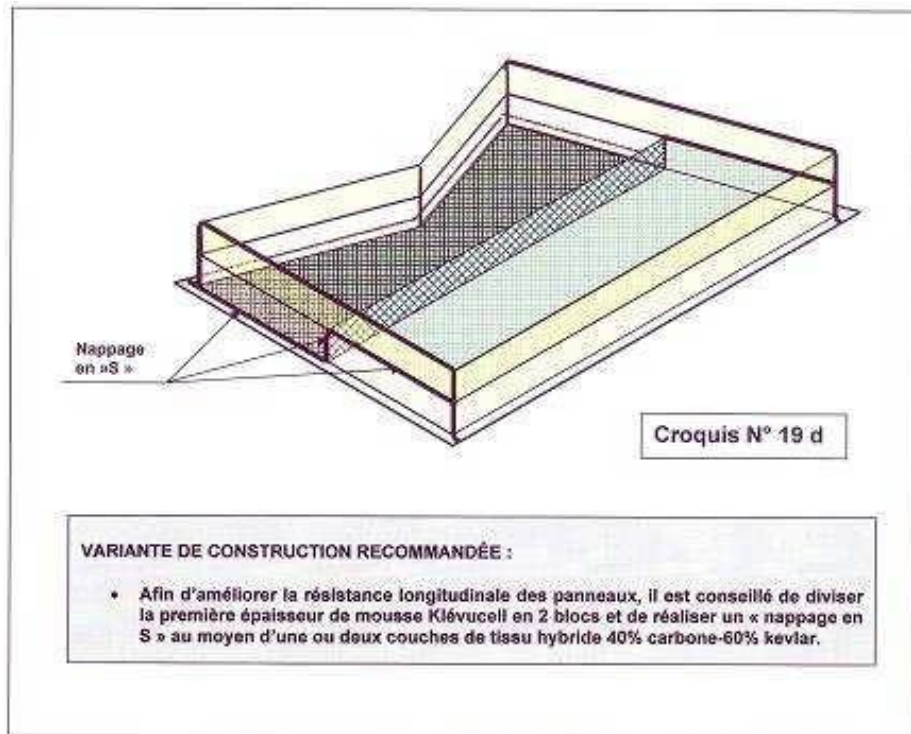 Nappage
en »S »
Croquis N° 19 d
VARIANTE DE CONSTRUCTION RECOMMANDÉE :
• Afin d'améliorer la résistance longitudinale des panneaux, il est conseillé de diviser
la première épaisseur de mousse Klévucell en 2 blocs et de réaliser un « nappage en
S » au moyen d'une ou deux couches de tissu hybride 40% carbone-60% kevlar.